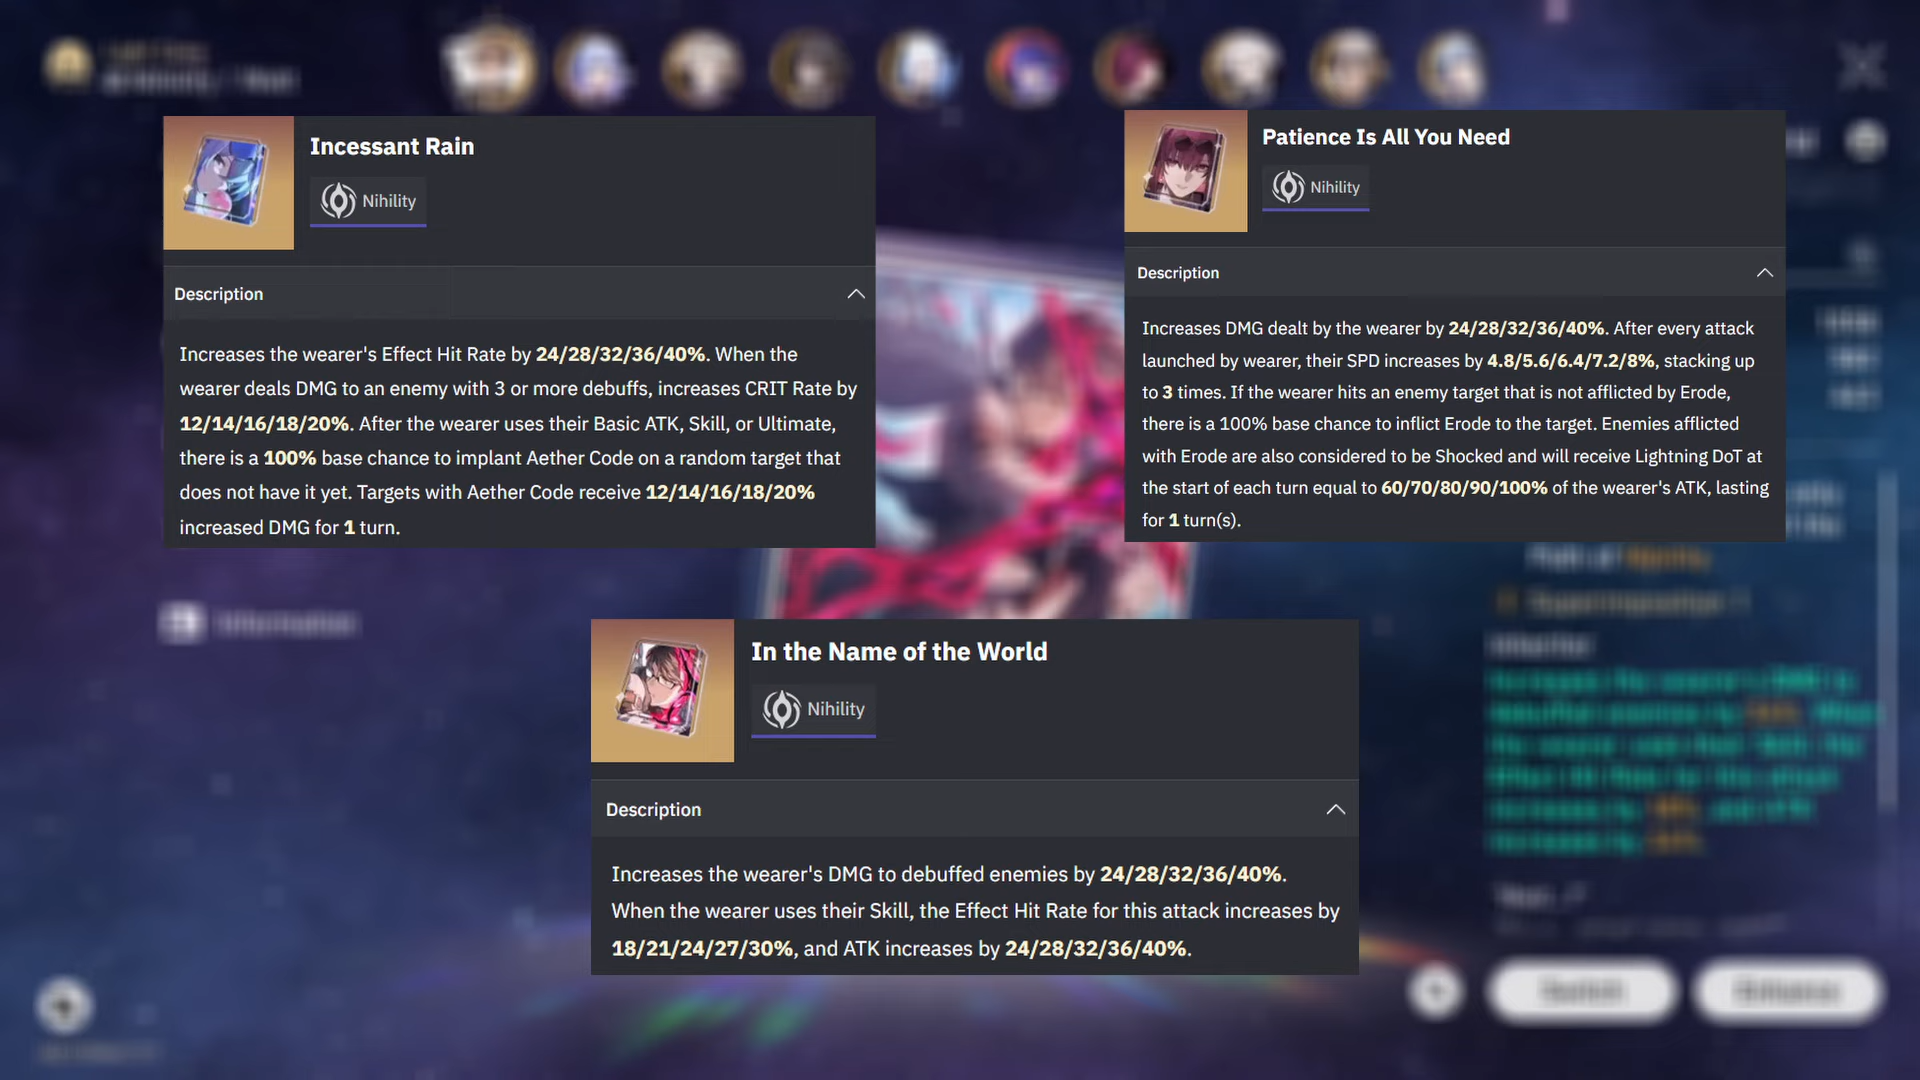 Incessant Rain
Nihility
Description
Increases the wearer's Effect Hit Rate by 24/28/32/36/40%. When the
wearer deals DMG to an enemy with 3 or more debuffs, increases CRIT Rate by
12/14/16/18/20%. After the wearer uses their Basic ATK, Skill, or Ultimate,
there is a 100% base chance to implant Aether Code on a random target that
does not have it yet. Targets with Aether Code receive 12/14/16/18/20%
increased DMG for 1 turn.
Patience Is All You Need
Nihility
Description
Increases DMG dealt by the wearer by 24/28/32/36/40%. After every attack
launched by wearer, their SPD increases by 4.8/5.6/6.4/7.2/8%, stacking up
to 3 times. If the wearer hits an enemy target that is not afflicted by Erode,
there is a 100% base chance to inflict Erode to the target. Enemies afflicted
with Erode are also considered to be Shocked and will receive Lightning DoT at
the start of each turn equal to 60/70/80/90/100% of the wearer's ATK, lasting
for 1 turn(s).
Information
In the Name of the World
Nihility
Description
Increases the wearer's DMG to debuffed enemies by 24/28/32/36/40%.
When the wearer uses their Skill, the Effect Hit Rate for this attack increases by
18/21/24/27/30%, and ATK increases by 24/28/32/36/40%.
Switch
Enhance